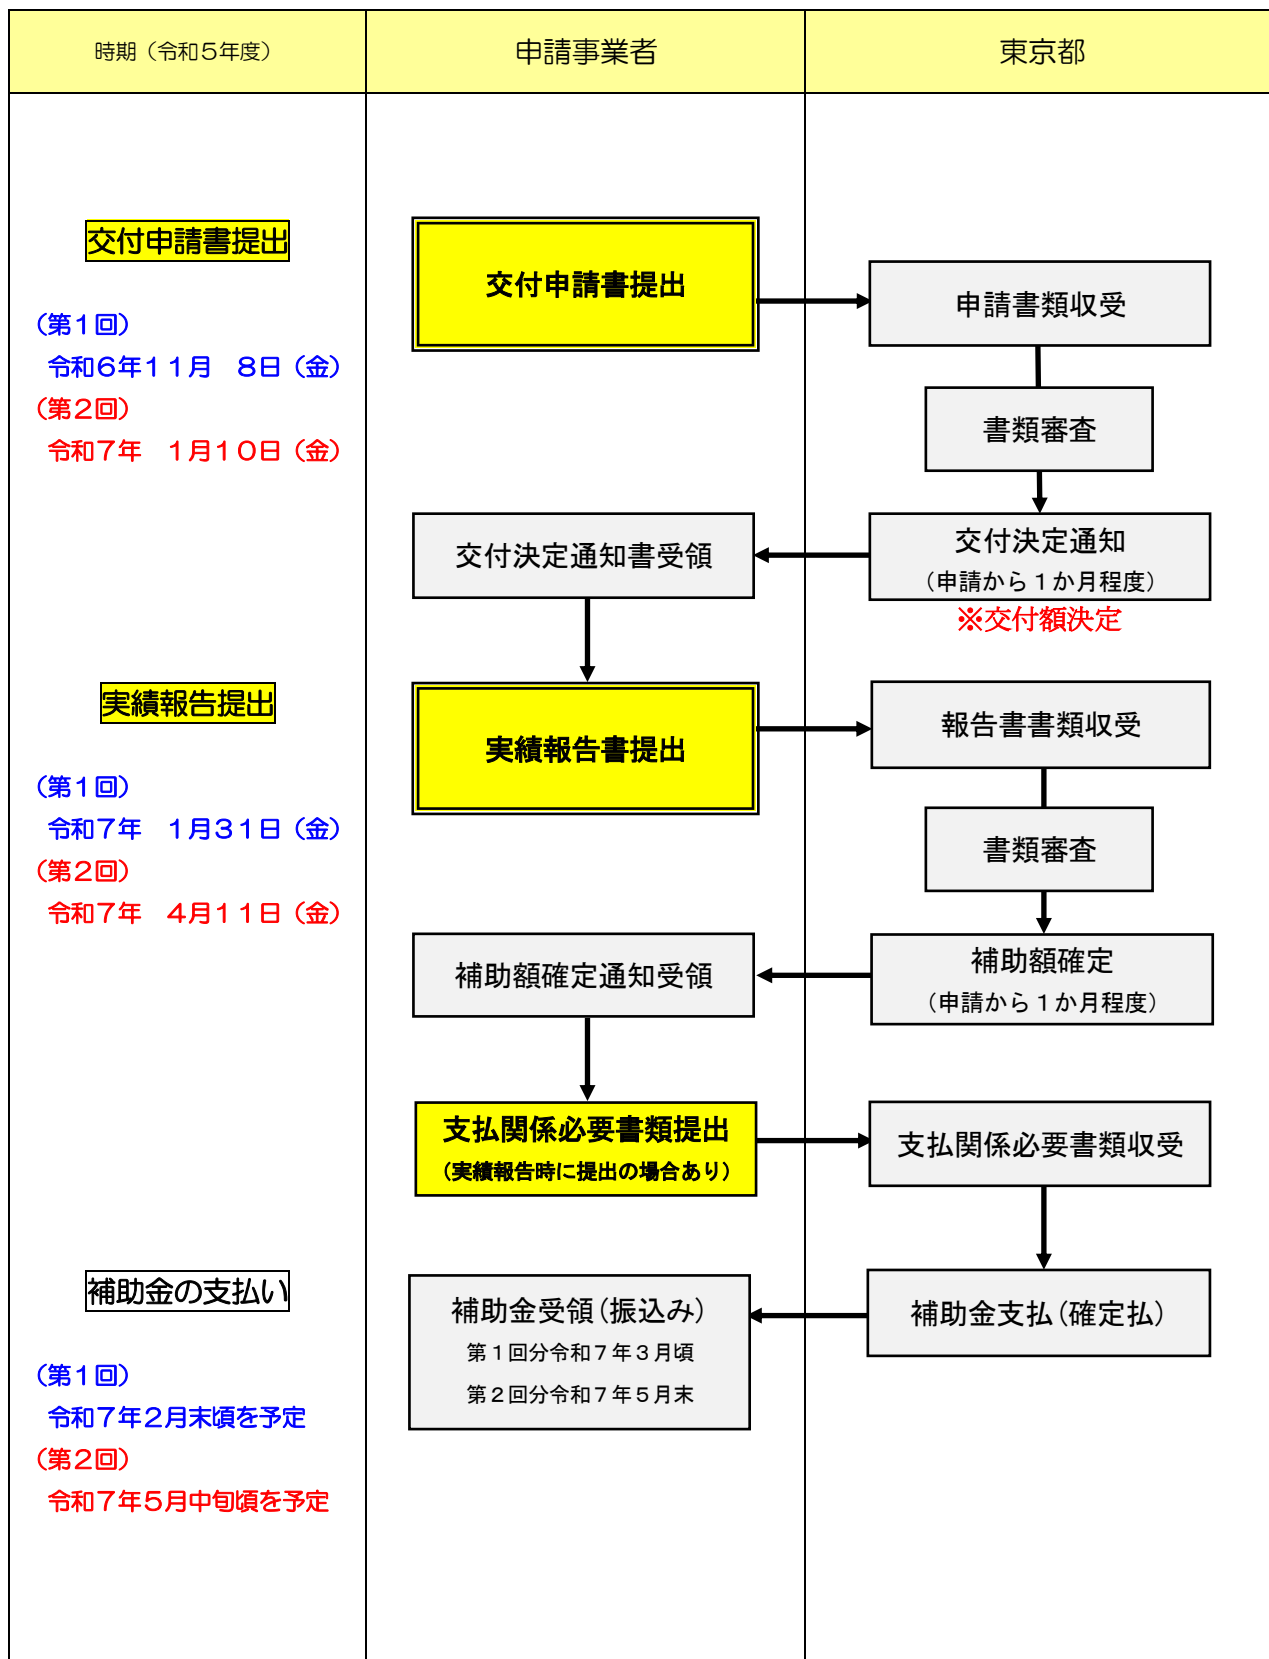 時期（令和５年度）
申請事業者
東京都
交付申請書提出
（第１回）
令和６年１１月　８日（金）
（第２回）
令和７年　１月１０日（金）
交付申請書提出
申請書類収受
書類審査
交付決定通知
（申請から１か月程度）
※交付額決定
交付決定通知書受領
実績報告提出
（第１回）
令和７年　１月３１日（金）
（第２回）
令和７年　４月１１日（金）
実績報告書提出
報告書書類収受
書類審査
補助額確定
（申請から１か月程度）
補助額確定通知受領
支払関係必要書類提出
（実績報告時に提出の場合あり）
支払関係必要書類収受
補助金の支払い
（第１回）
令和７年２月末頃を予定
（第２回）
令和７年５月中旬頃を予定
補助金支払（確定払）
補助金受領（振込み）
第１回分令和７年３月頃
第２回分令和７年５月末